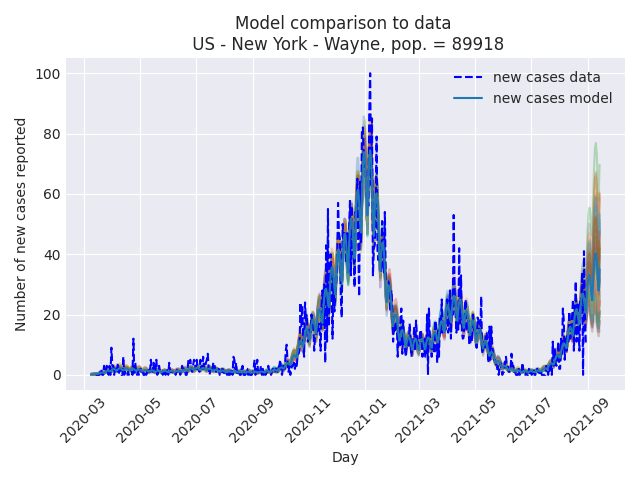 Model comparison to data
US - New York - Wayne, pop. = 89918
Number of new cases reported
100
80
60
40
20
0
new cases data
new cases model
2020-03
2020-05
2020-07
2020-09
2020-11
2021-01
2021-03
2021-05
2021-07
2021-09
Day